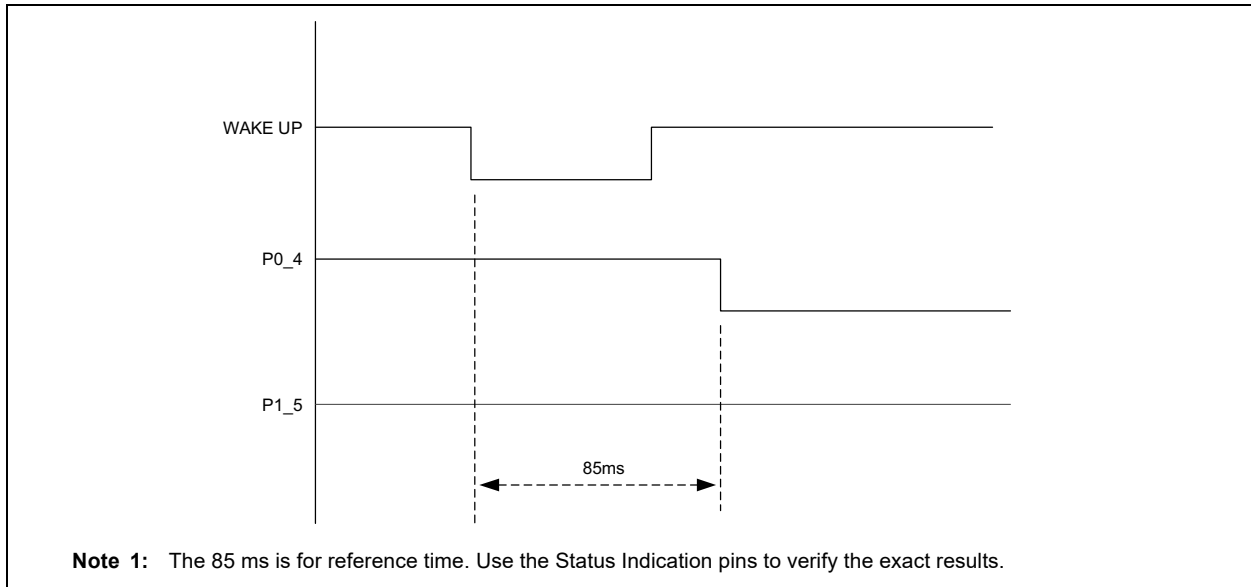 WAKE UP
P0_4
P1_5
85ms
Note 1: The 85 ms is for reference time. Use the Status Indication pins to verify the exact results.